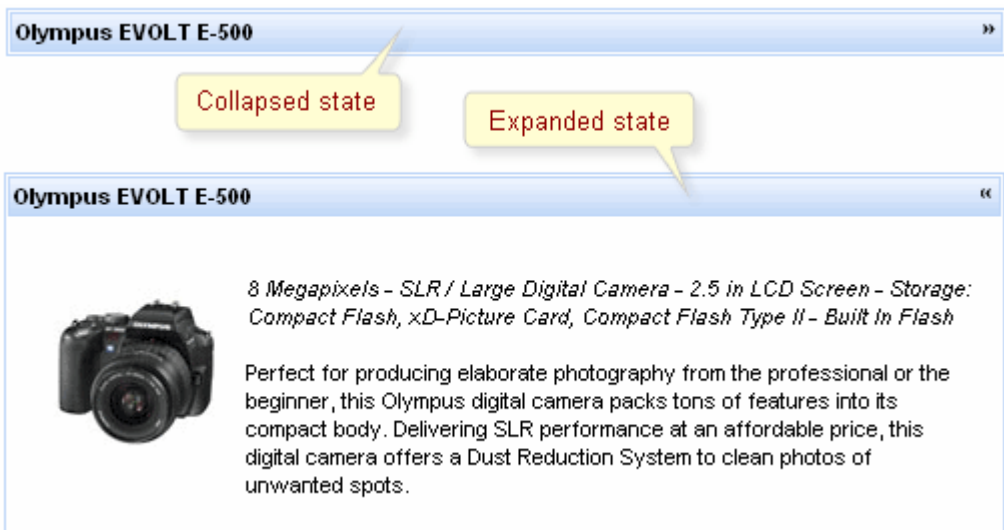 Olympus EVOLT E-500 »
Collapsed state
Expanded state
Olympus EVOLT E-500 «
8 Megapixels - SLR / Large Digital Camera - 2.5 in LCD Screen - Storage:
Compact Flash, xD-Picture Card, Compact Flash Type II - Built In Flash
Perfect for producing elaborate photography from the professional or the
beginner, this Olympus digital camera packs tons of features into its
compact body. Delivering SLR performance at an affordable price, this
digital camera offers a Dust Reduction System to clean photos of
unwanted spots.
OLYMPUS